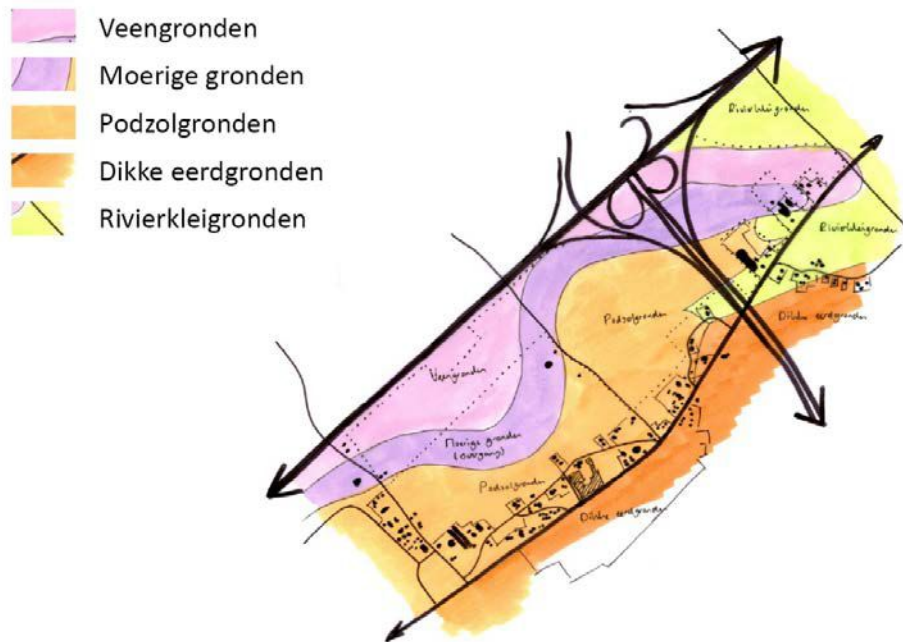 Veengronden
Moerige gronden
Podzolgronden
Dikke eerdgronden
Rivierkleigronden
Rivierkleigronden
Rivierkleigronden
Podzolgronden
Dikke eerdgronden
Veengronden
Moerige gronden
(overgang)
Podzolgronden
Dikke eerdgronden